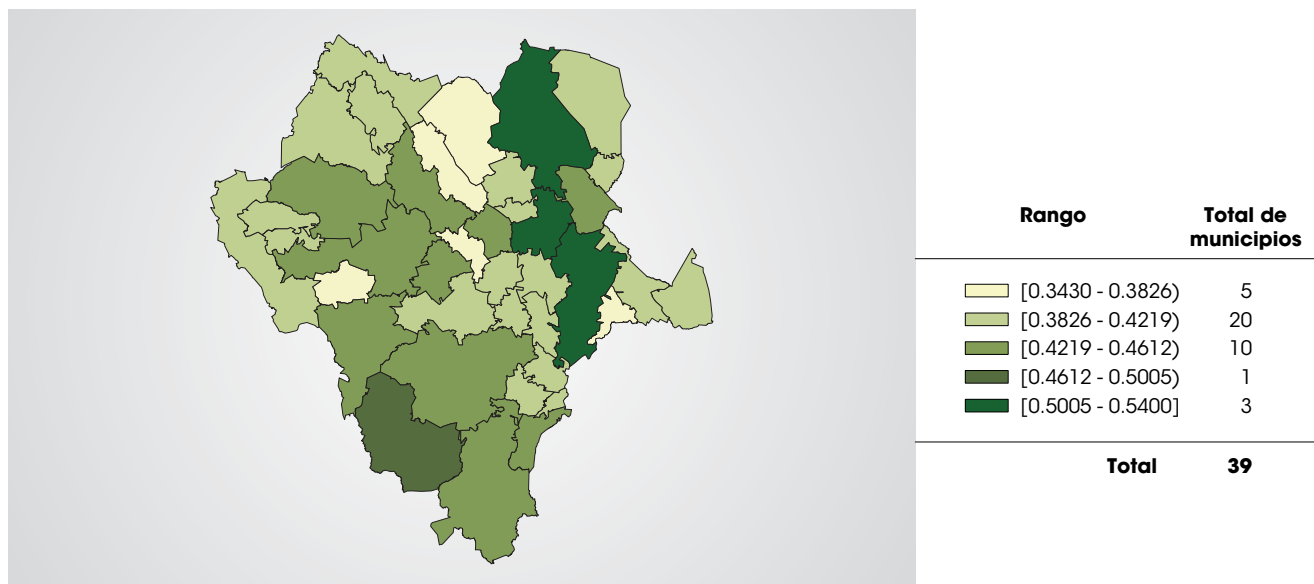 Rango Total de
municipios
[0.3430 - 0.3826) 5
[0.3826 - 0.4219) 20
[0.4219 - 0.4612) 10
[0.4612 - 0.5005) 1
[0.5005 - 0.5400] 3
Total 39